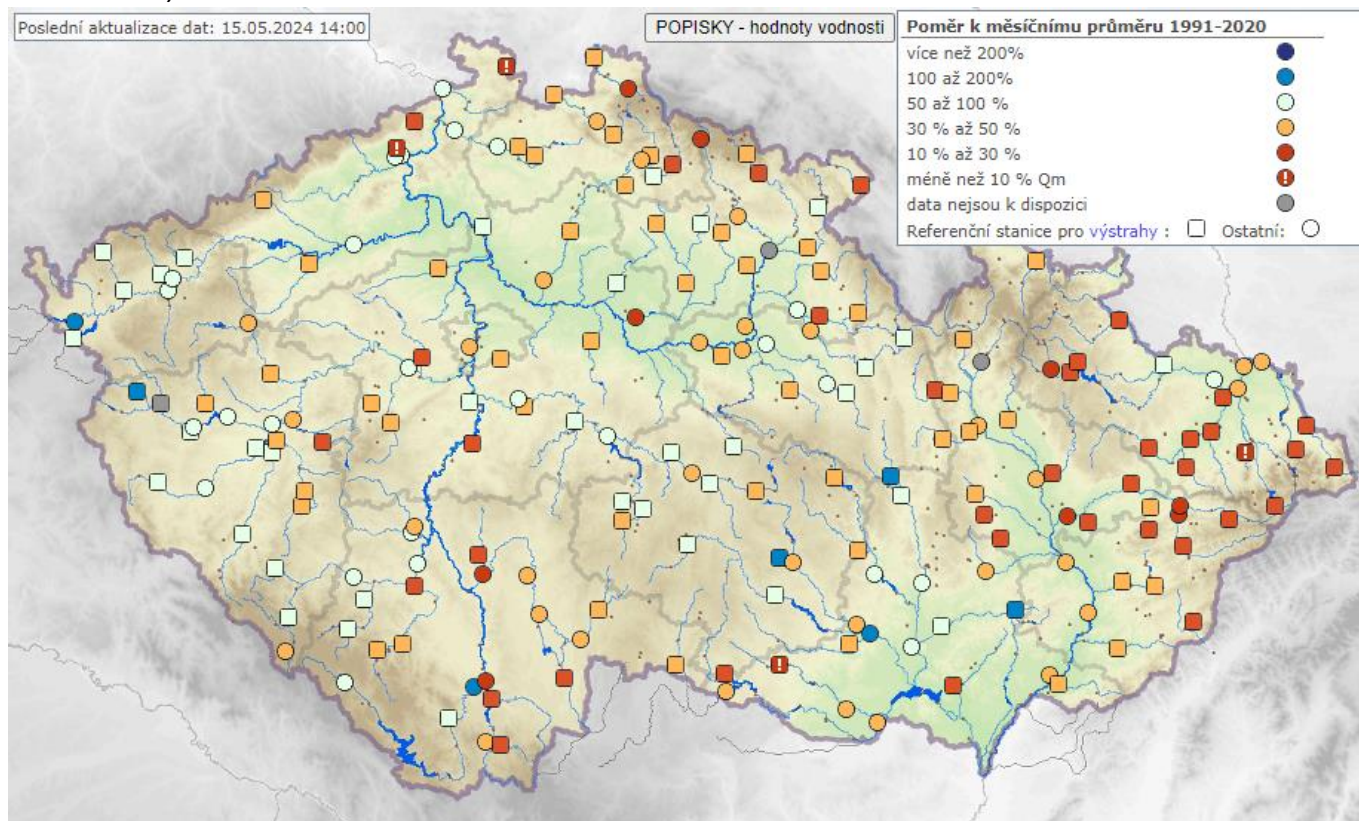 Poslední aktualizace dat: 15.05.2024 14:00
POPISKY - hodnoty vodnosti
Poměr k měsíčnímu průměru 1991-2020
více než 200%
100 až 200%
50 až 100 %
30 % až 50 %
10 % až 30 %
méně než 10 % Qm
data nejsou k dispozici
Referenční stanice pro výstrahy : Ostatní: